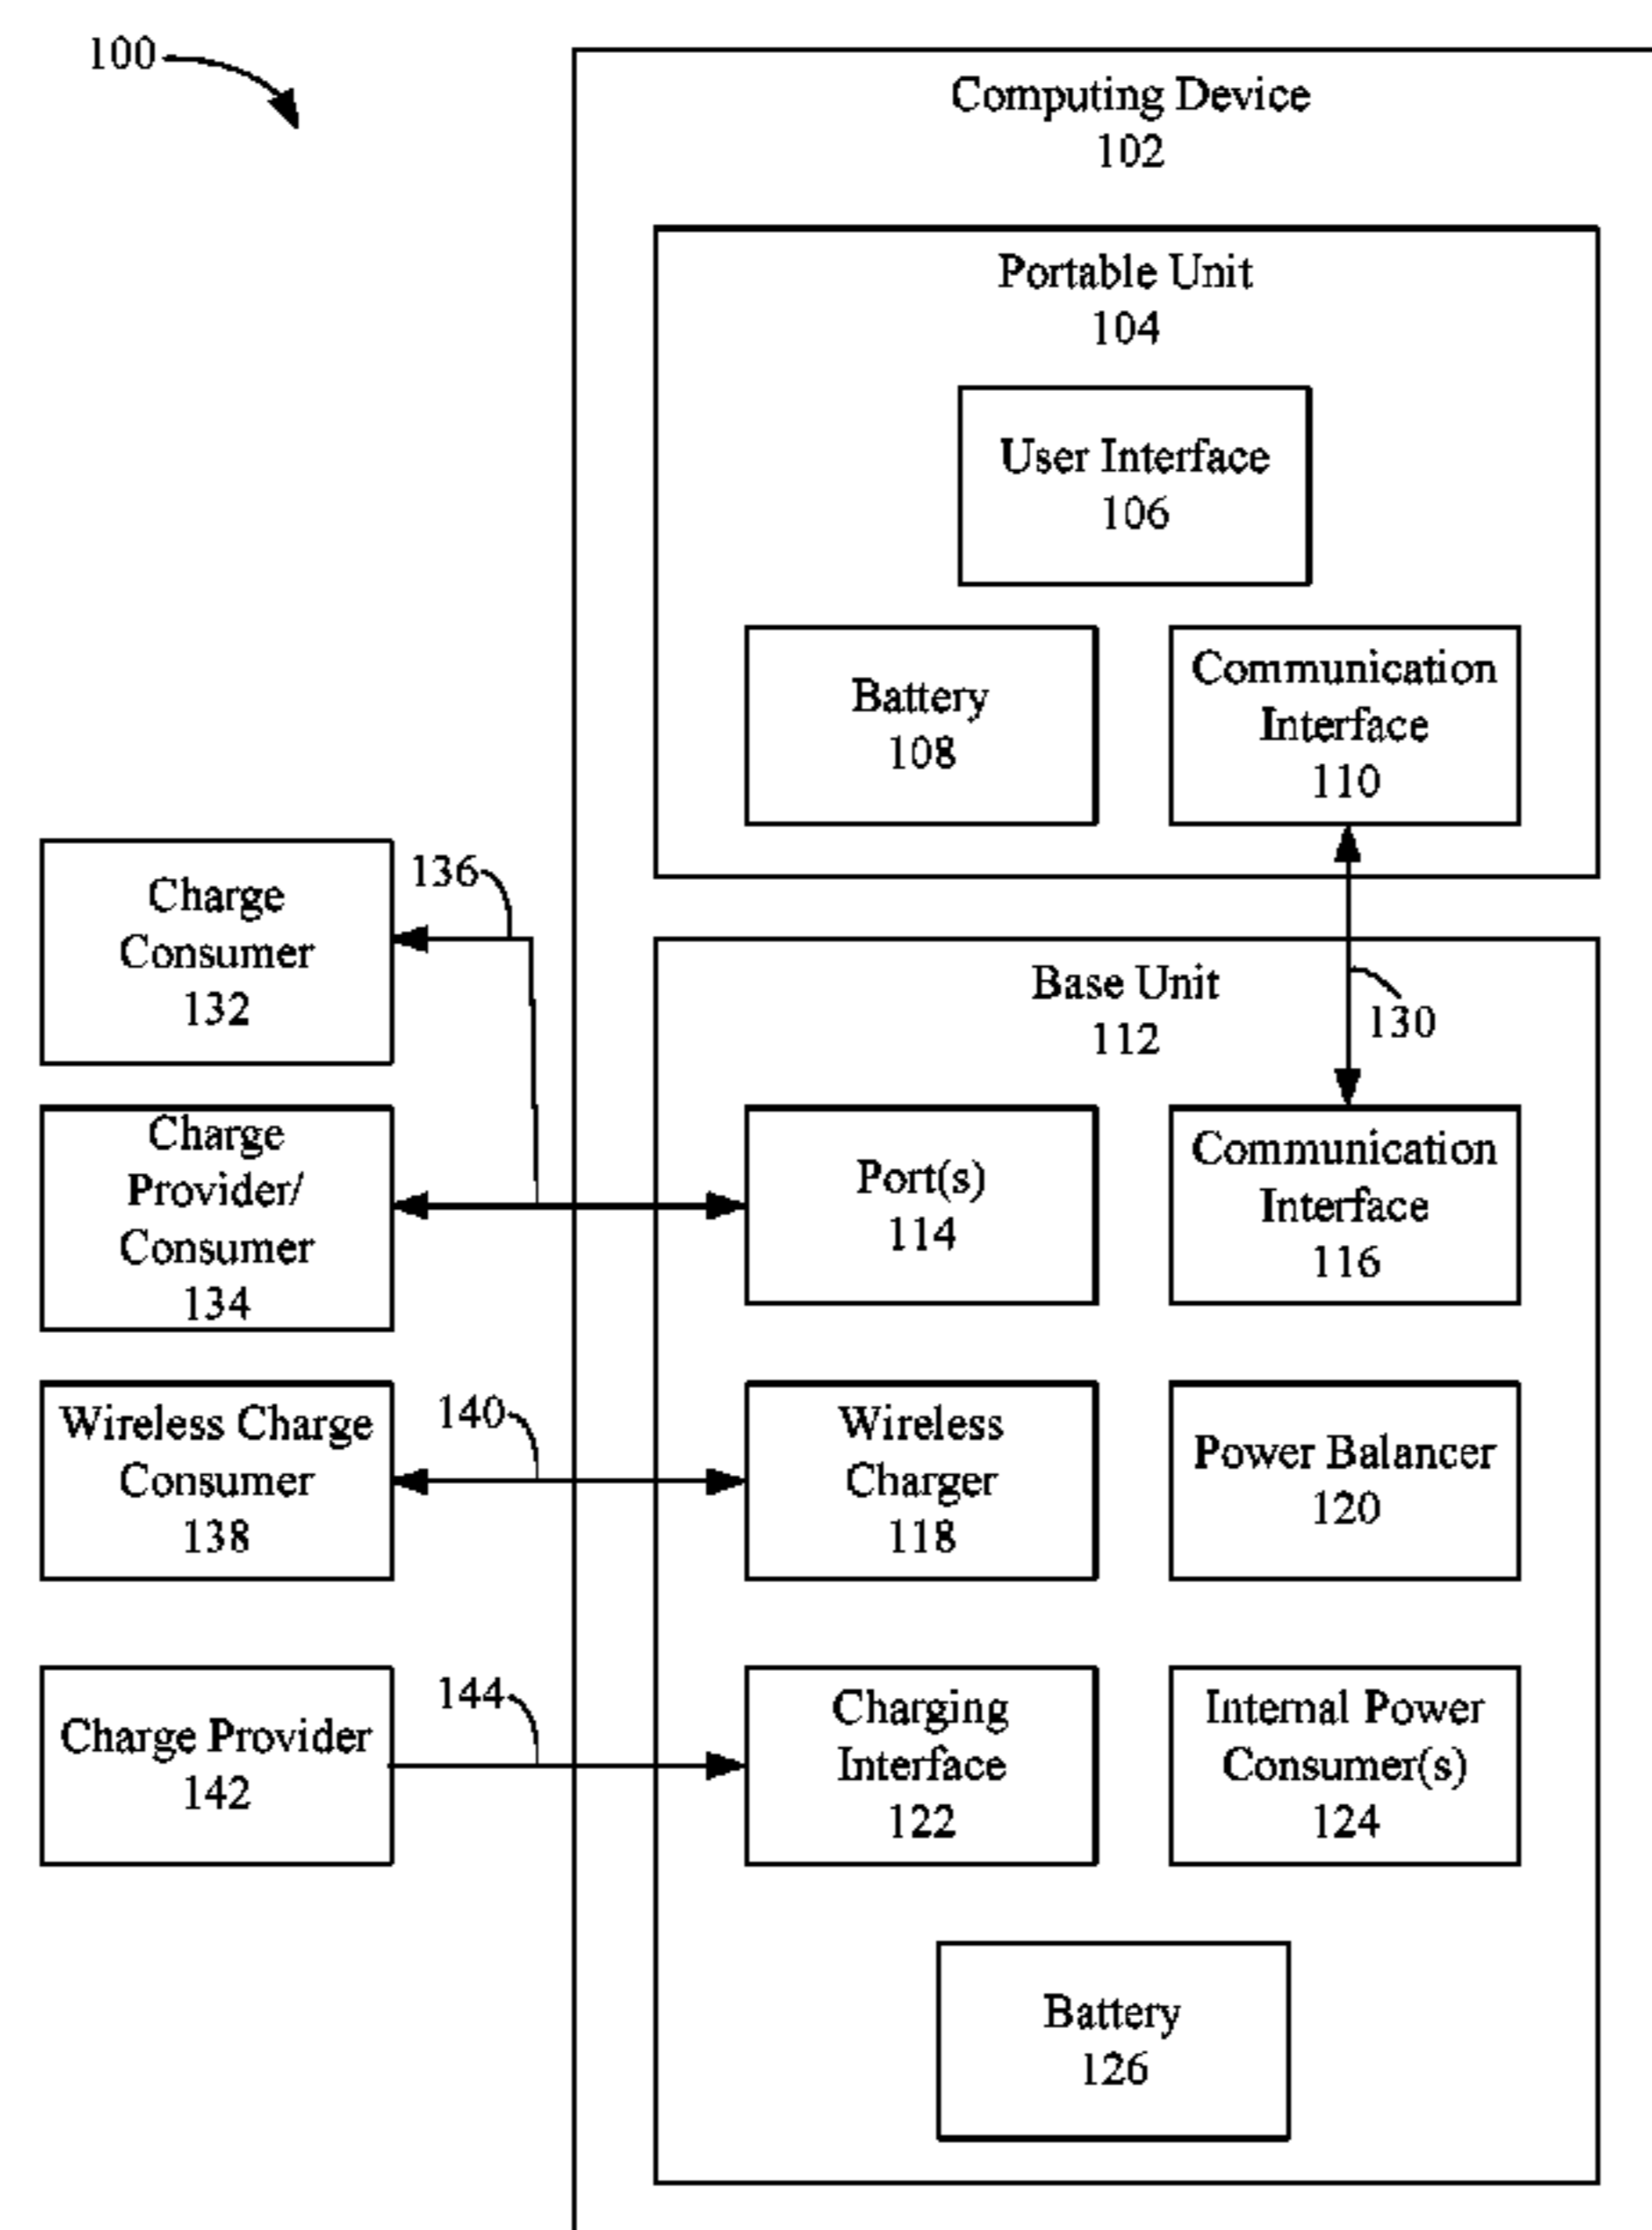 100
Computing Device
102
Portable Unit
104
User Interface
106
Battery
108
Communication
Interface
110
Charge
Consumer
132
136
Base Unit
112
130
Charge
Provider/
Consumer
134
Port(s)
114
Communication
Interface
116
Wireless Charge
Consumer
138
140
Wireless
Charger
118
Power Balancer
120
Charge Provider
142
144
Charging
Interface
122
Internal Power
Consumer(s)
124
Battery
126